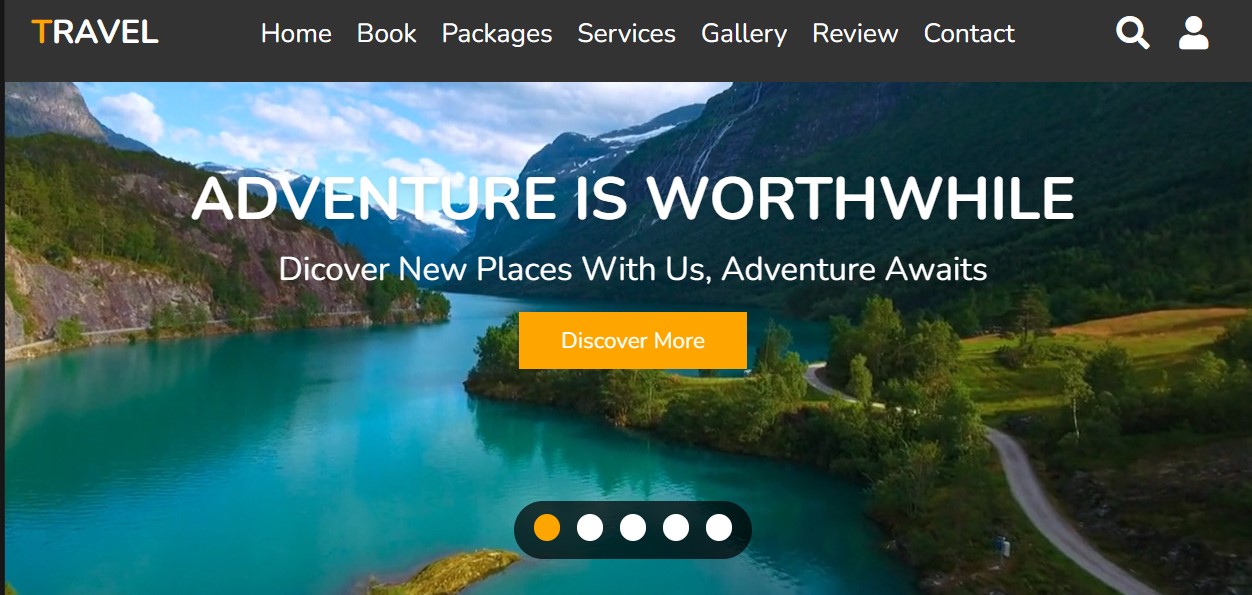 TRAVEL Home Book Packages Services Gallery Review Contact
ADVENTURE IS WORTHWHILE
Dicover New Places With Us, Adventure Awaits
Discover More